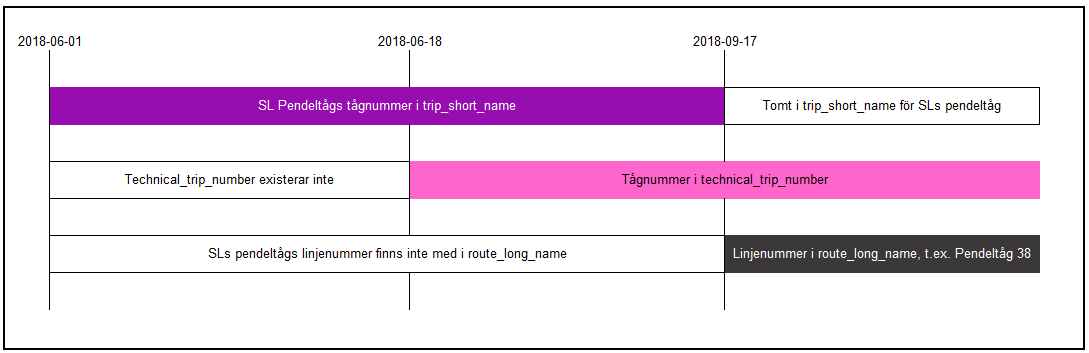 2018-06-01
2018-06-18
2018-09-17
SL Pendeltågs tågnummer i trip_short_name
Tomt i trip_short_name för SLs pendeltåg
Technical_trip_number existerar inte
Tågnummer i technical_trip_number
SLs pendeltågs linjenummer finns inte med i route_long_name
Linjenummer i route_long_name, t.ex. Pendeltåg 38